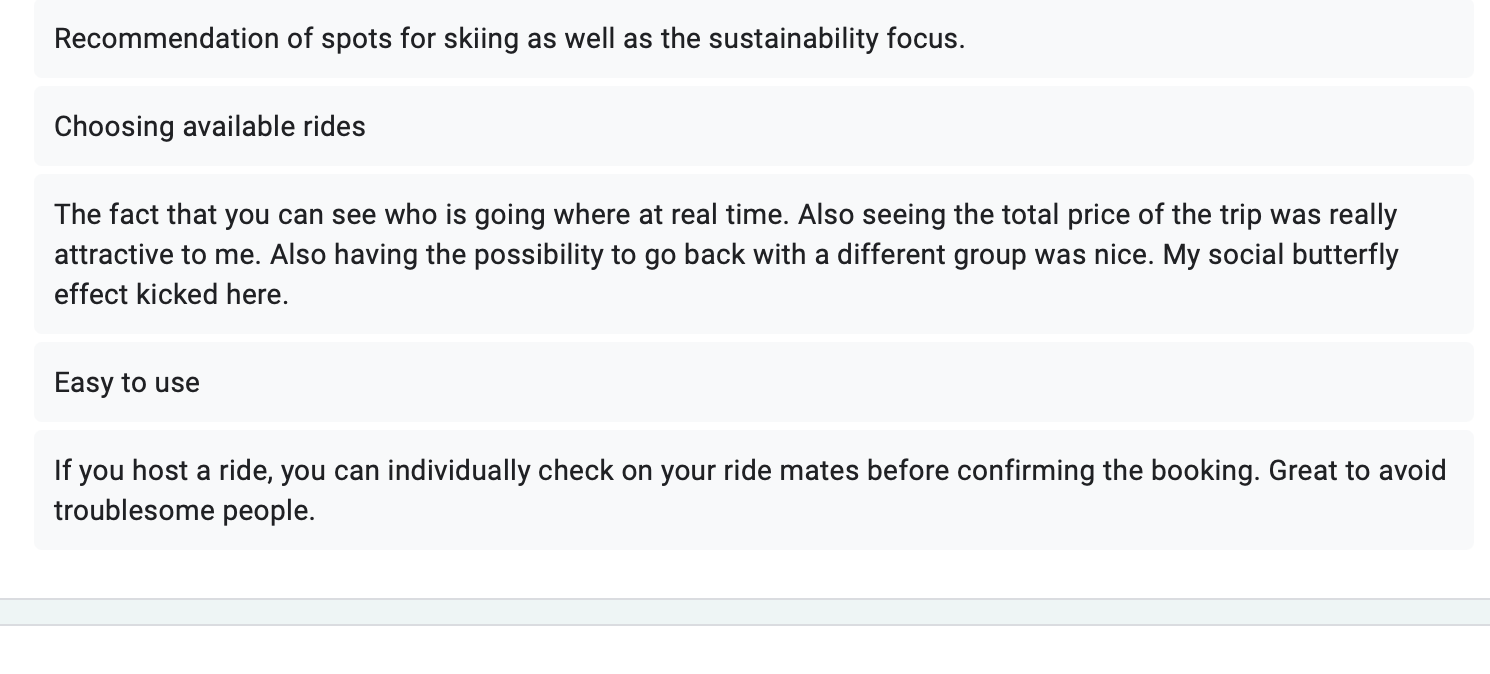 Recommendation of spots for skiing as well as the sustainability focus.
Choosing available rides
The fact that you can see who is going where at real time. Also seeing the total price of the trip was really
attractive to me. Also having the possibility to go back with a different group was nice. My social butterfly
effect kicked here.
Easy to use
If you host a ride, you can individually check on your ride mates before confirming the booking. Great to avoid
troublesome people.